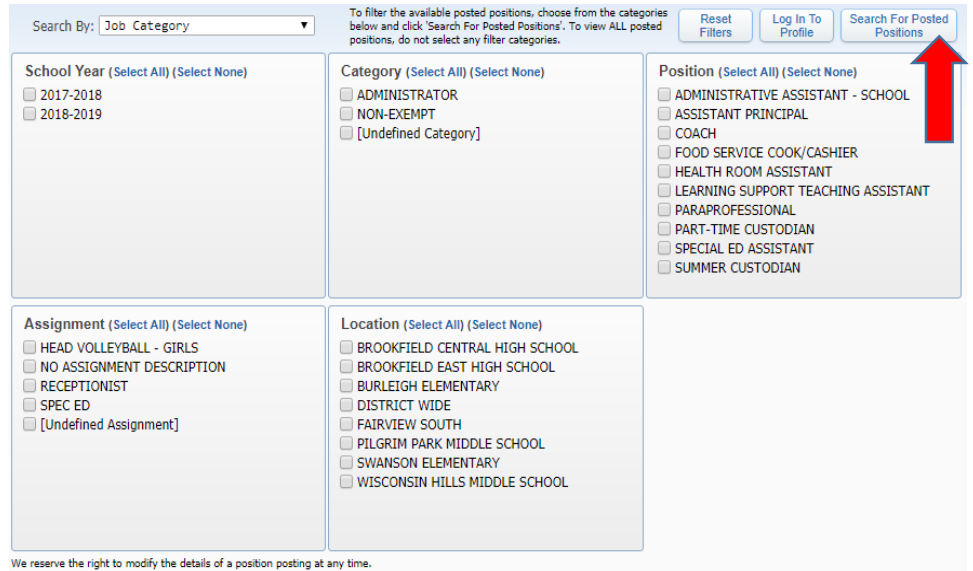 Search By: Job Category
To filter the available posted positions, choose from the categories
below and click 'Search For Posted Positions'. To view ALL posted
positions, do not select any filter categories.
Reset
Filters
Log In To
Profile
Search For Posted
Positions
School Year (Select All) (Select None)
2017-2018
2018-2019
Category (Select All) (Select None)
ADMINISTRATOR
NON-EXEMPT
[Undefined Category]
Position (Select All) (Select None)
ADMINISTRATIVE ASSISTANT - SCHOOL
ASSISTANT PRINCIPAL
COACH
FOOD SERVICE COOK/CASHIER
HEALTH ROOM ASSISTANT
LEARNING SUPPORT TEACHING ASSISTANT
PARAPROFESSIONAL
PART-TIME CUSTODIAN
SPECIAL ED ASSISTANT
SUMMER CUSTODIAN
Assignment (Select All) (Select None)
HEAD VOLLEYBALL - GIRLS
NO ASSIGNMENT DESCRIPTION
RECEPTIONIST
SPEC ED
[Undefined Assignment]
Location (Select All) (Select None)
BROOKFIELD CENTRAL HIGH SCHOOL
BROOKFIELD EAST HIGH SCHOOL
BURLEIGH ELEMENTARY
DISTRICT WIDE
FAIRVIEW SOUTH
PILGRIM PARK MIDDLE SCHOOL
SWANSON ELEMENTARY
WISCONSIN HILLS MIDDLE SCHOOL
We reserve the right to modify the details of a position posting at any time.